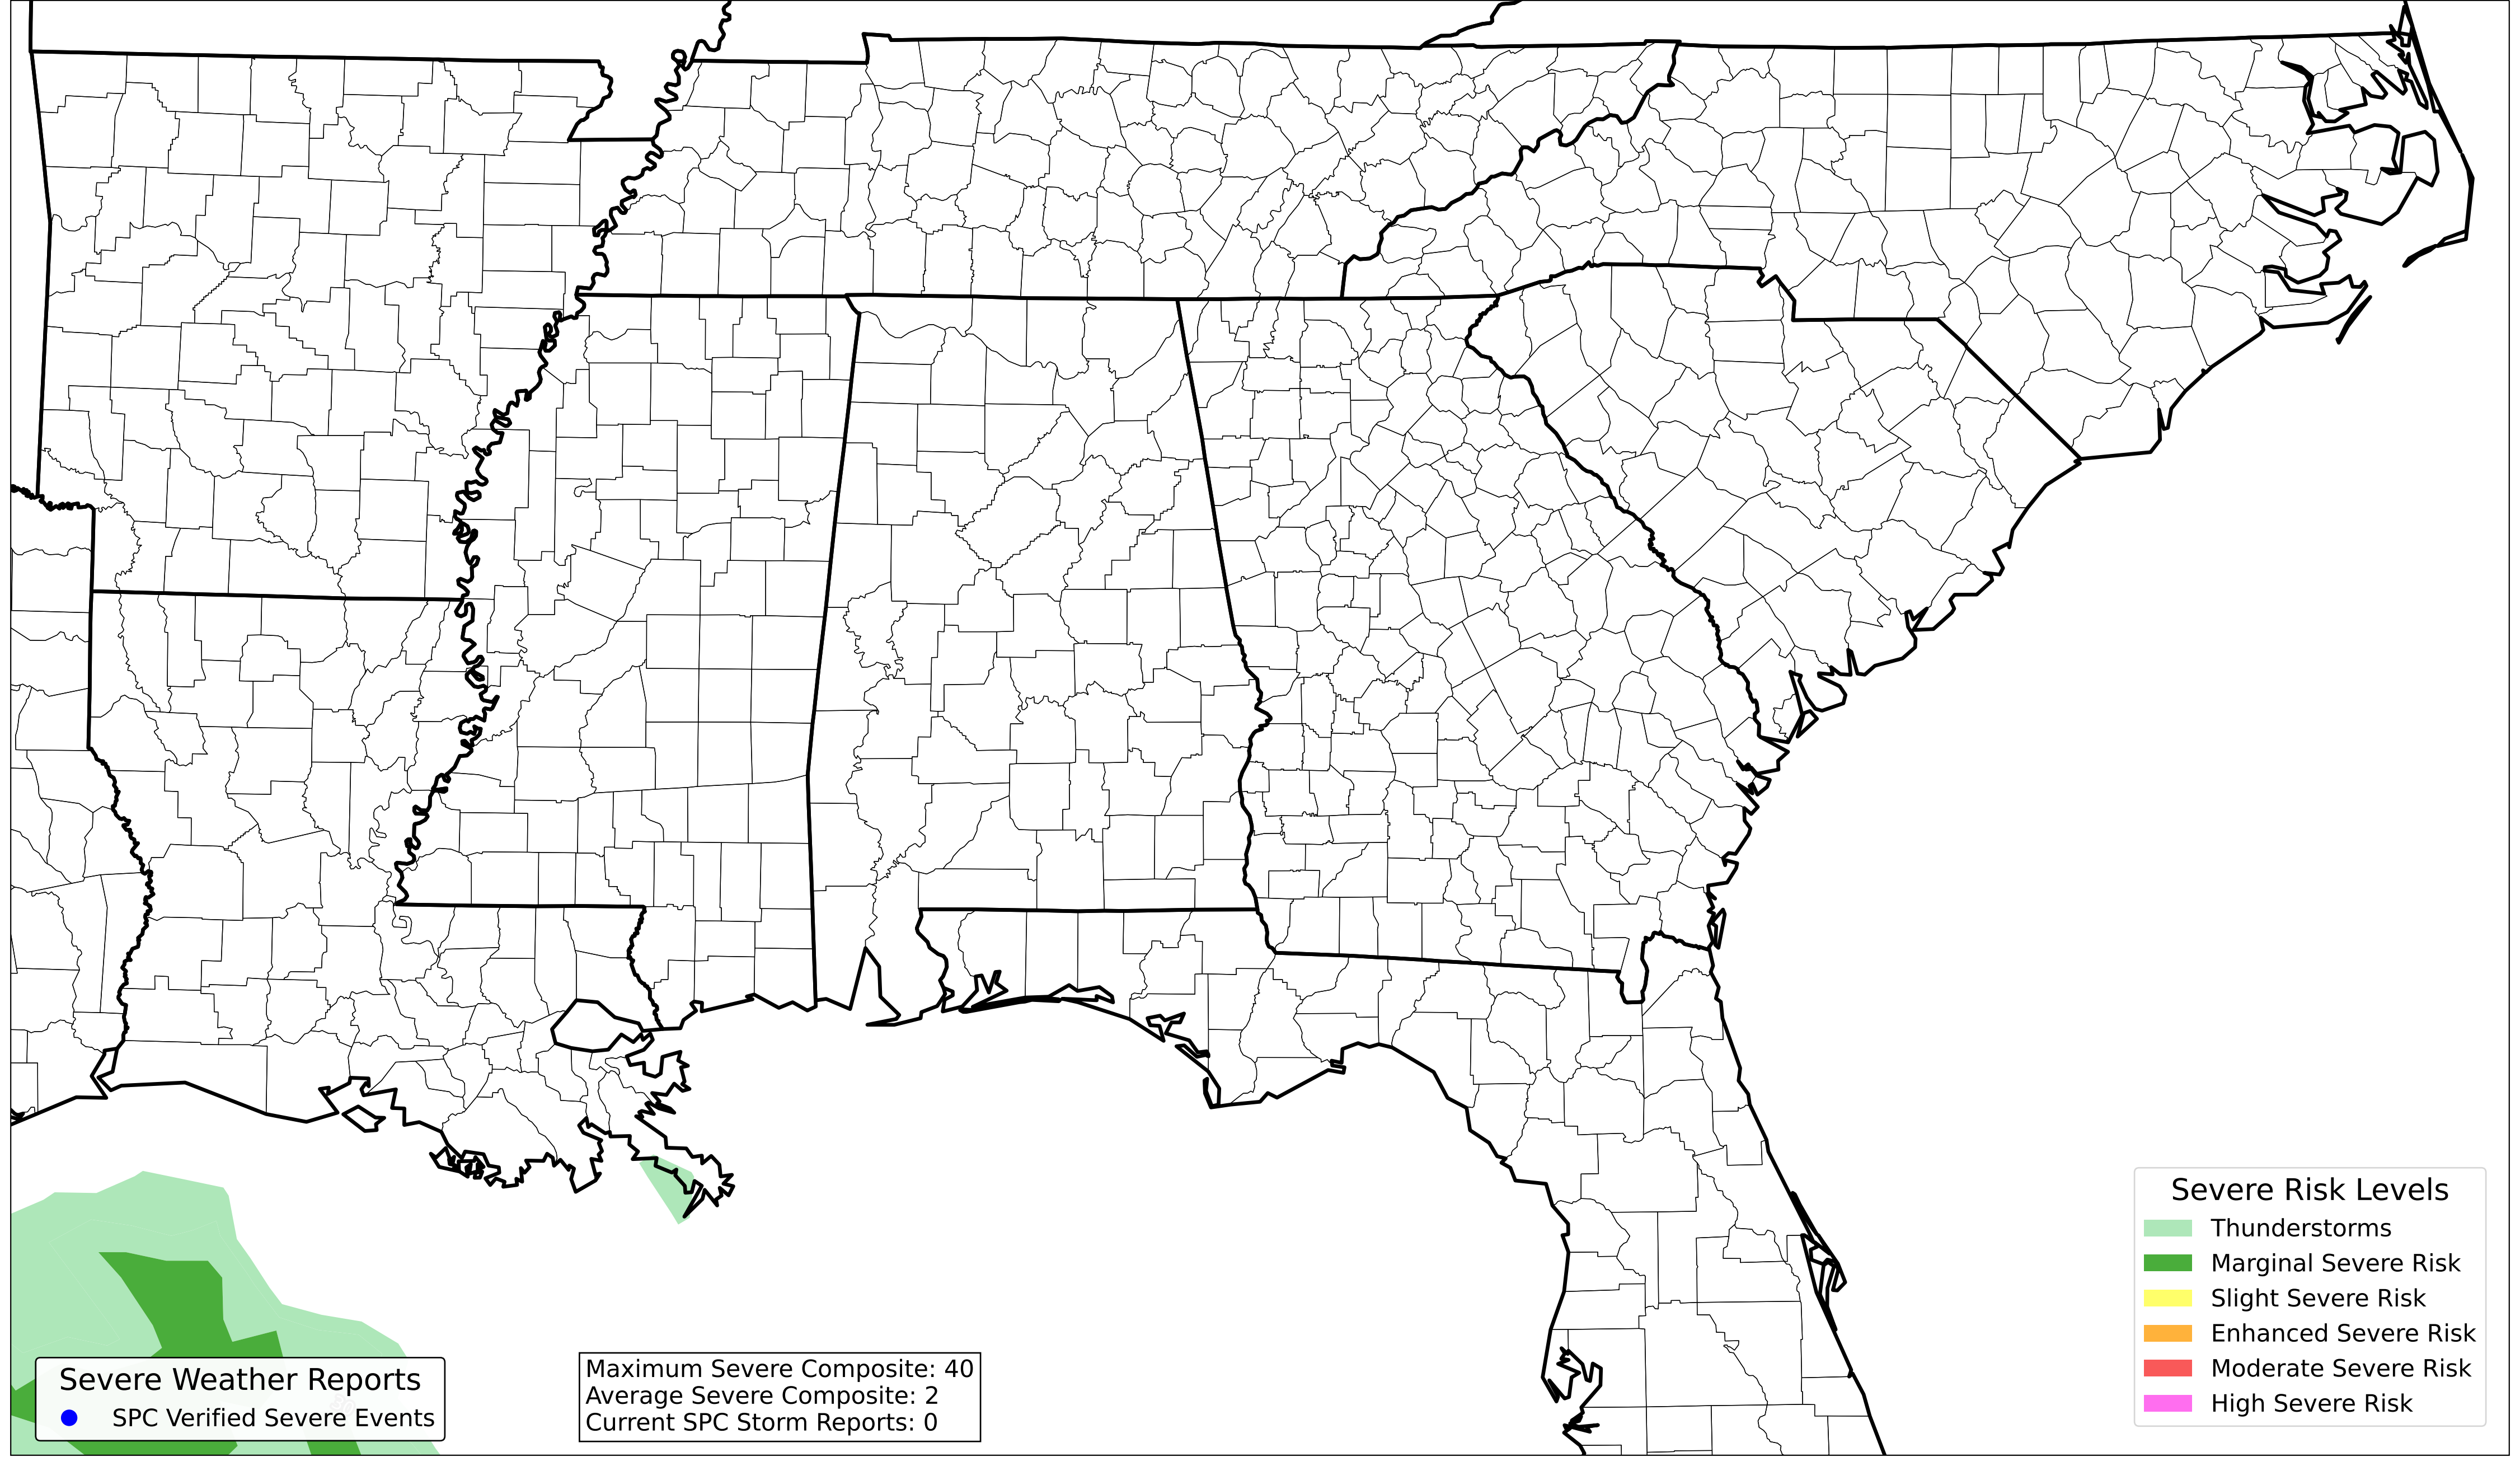 Severe Weather Reports
SPC Verified Severe Events
Maximum Severe Composite: 40
Average Severe Composite: 2
Current SPC Storm Reports: 0
Severe Risk Levels
Thunderstorms
Marginal Severe Risk
Slight Severe Risk
Enhanced Severe Risk
Moderate Severe Risk
High Severe Risk